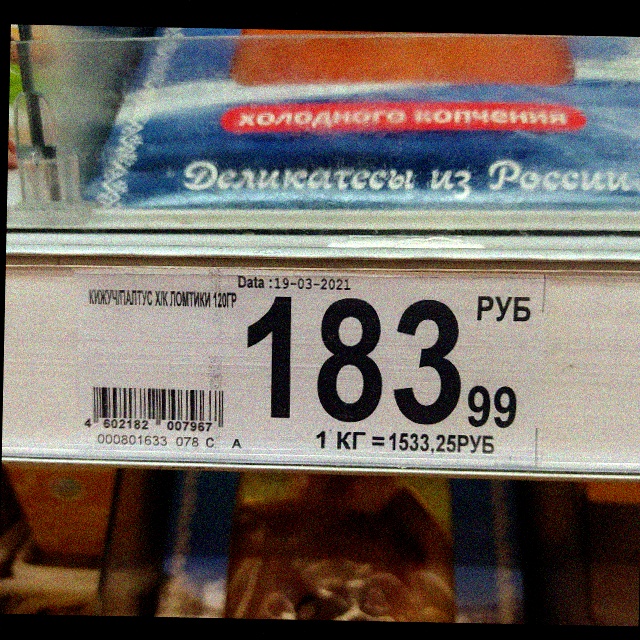 холодного копчения
Деликатесы из России
Data :19-03-2021
КИЖУЧ/ПАЛТУС Х/К ЛОМТИКИ 120ГР
183 99 РУБ
4 602182 007967
000801633 078 С А
1 КГ =1533,25РУБ